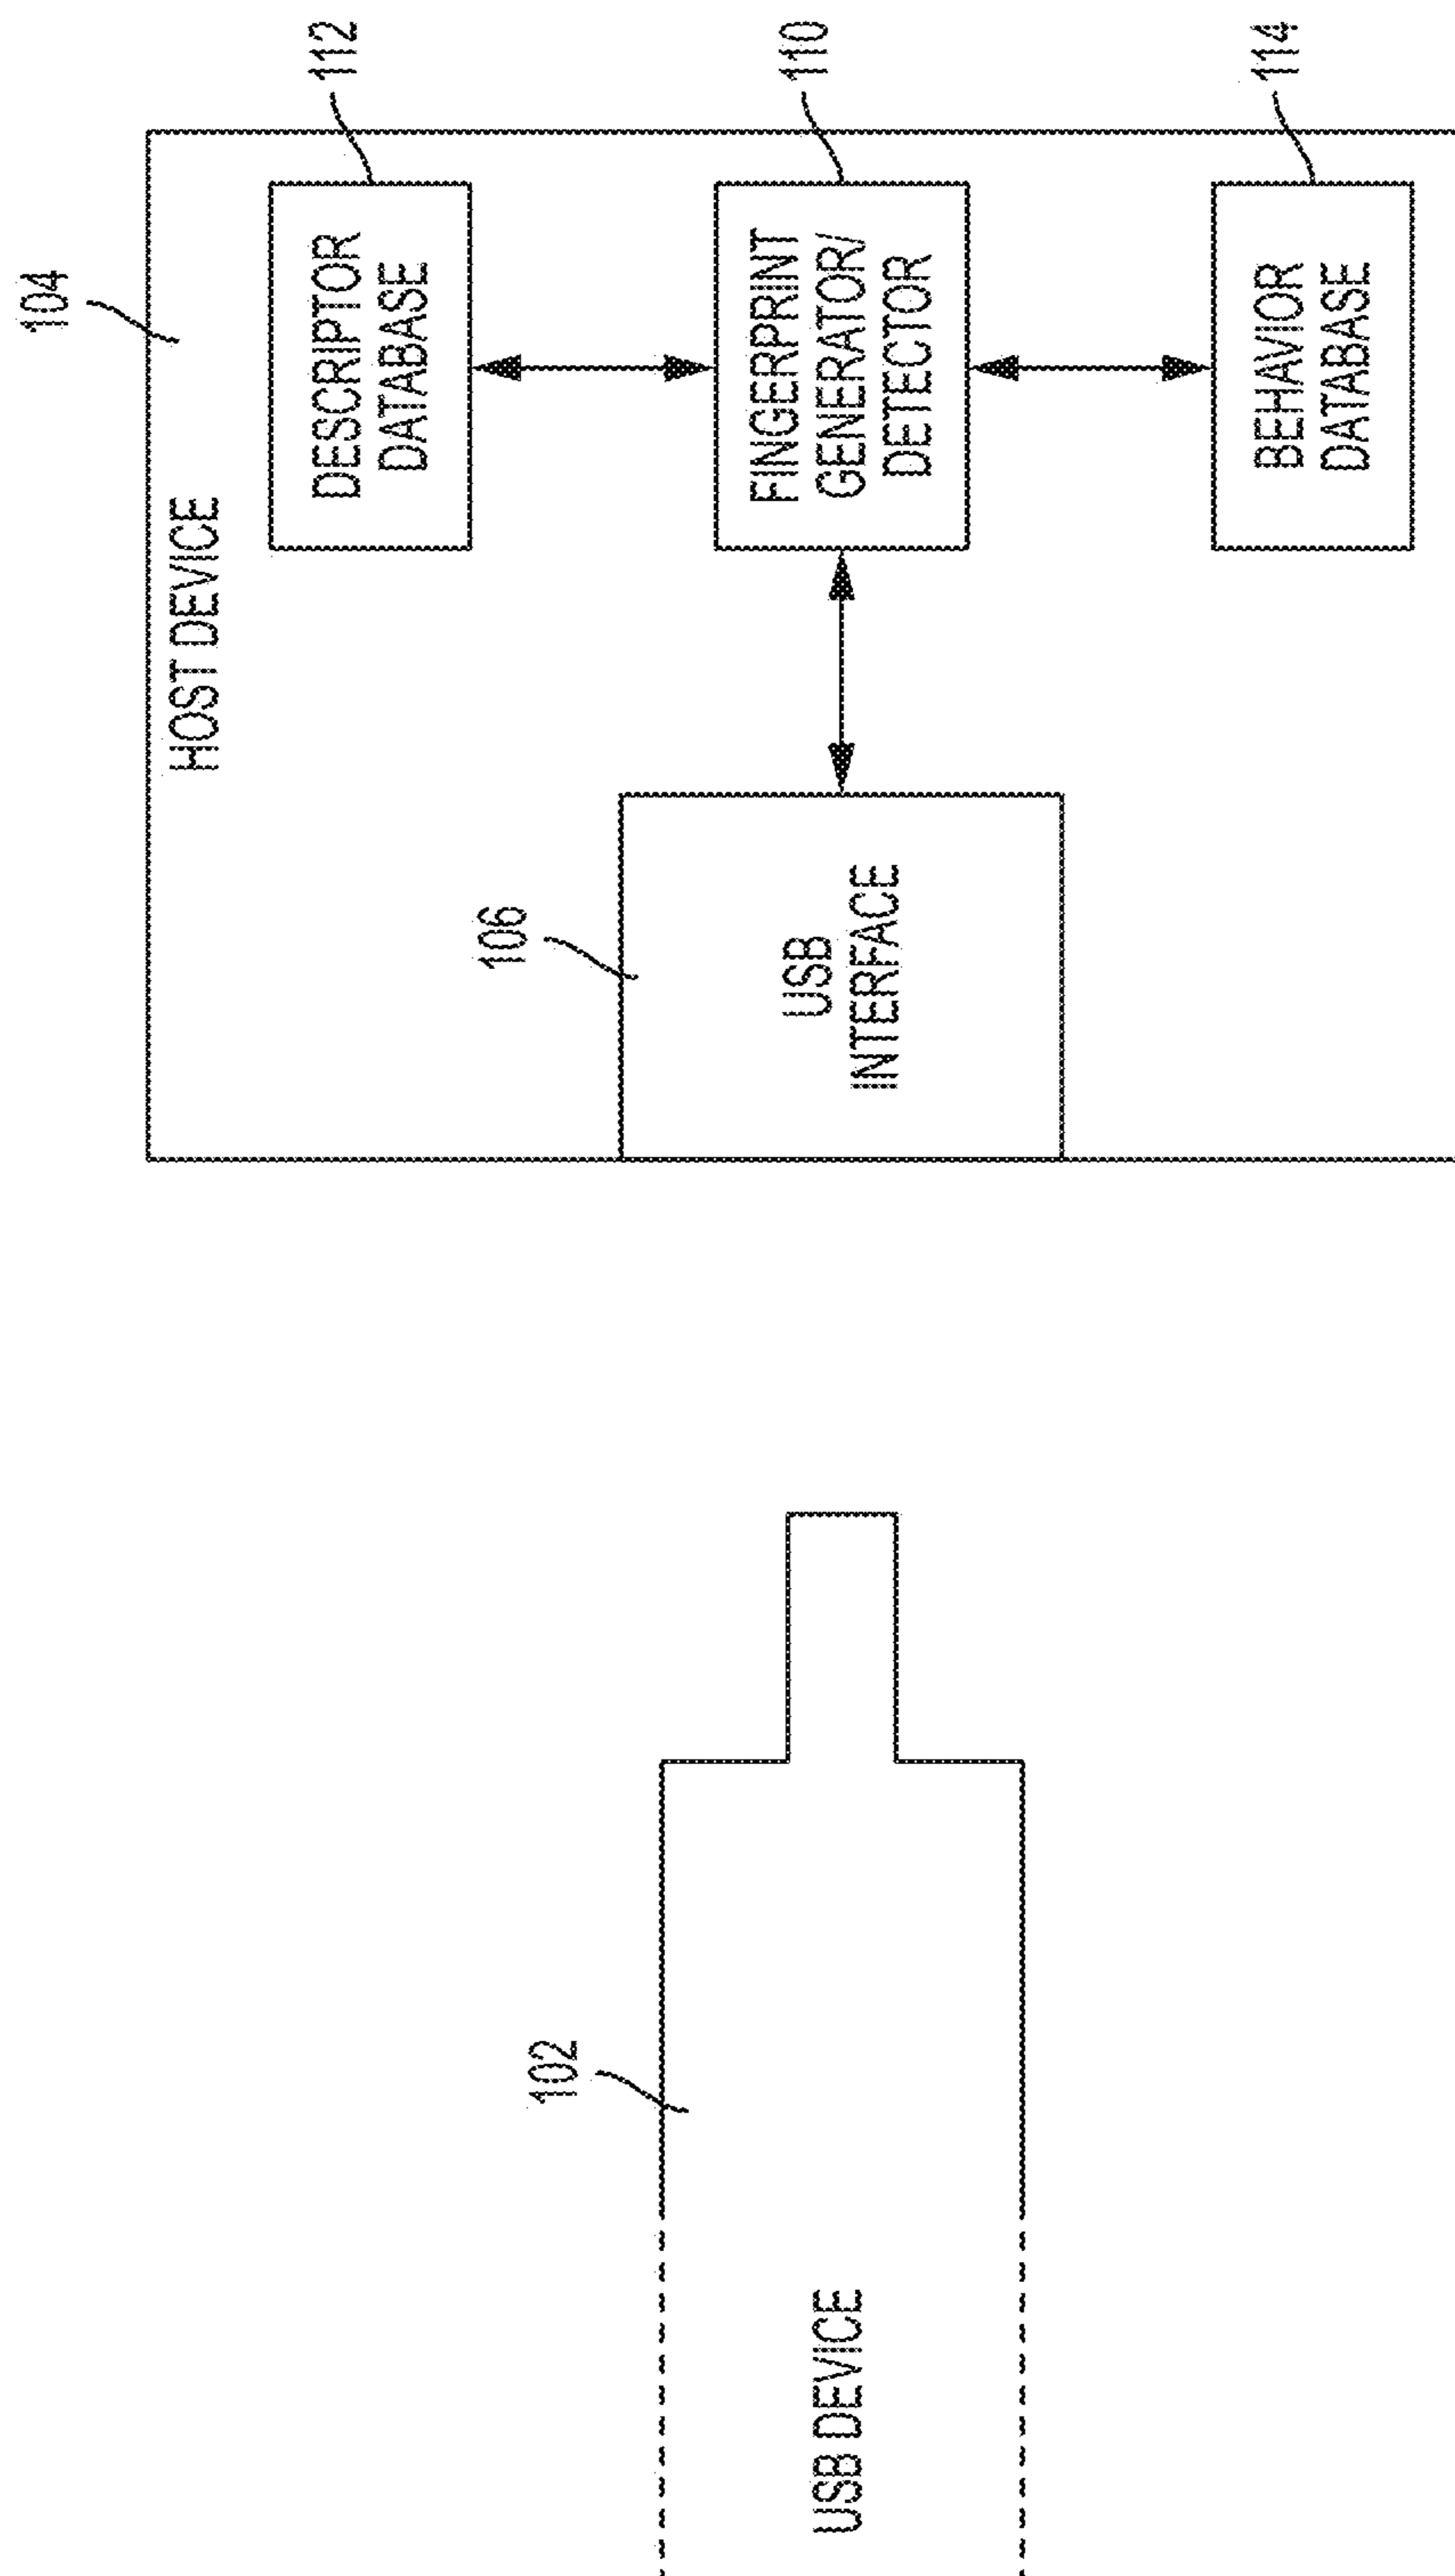 104
HOST DEVICE
112
DESCRIPTOR
DATABASE
110
FINGERPRINT
GENERATOR/
DETECTOR
114
BEHAVIOR
DATABASE
106
USB
INTERFACE
102
USB DEVICE